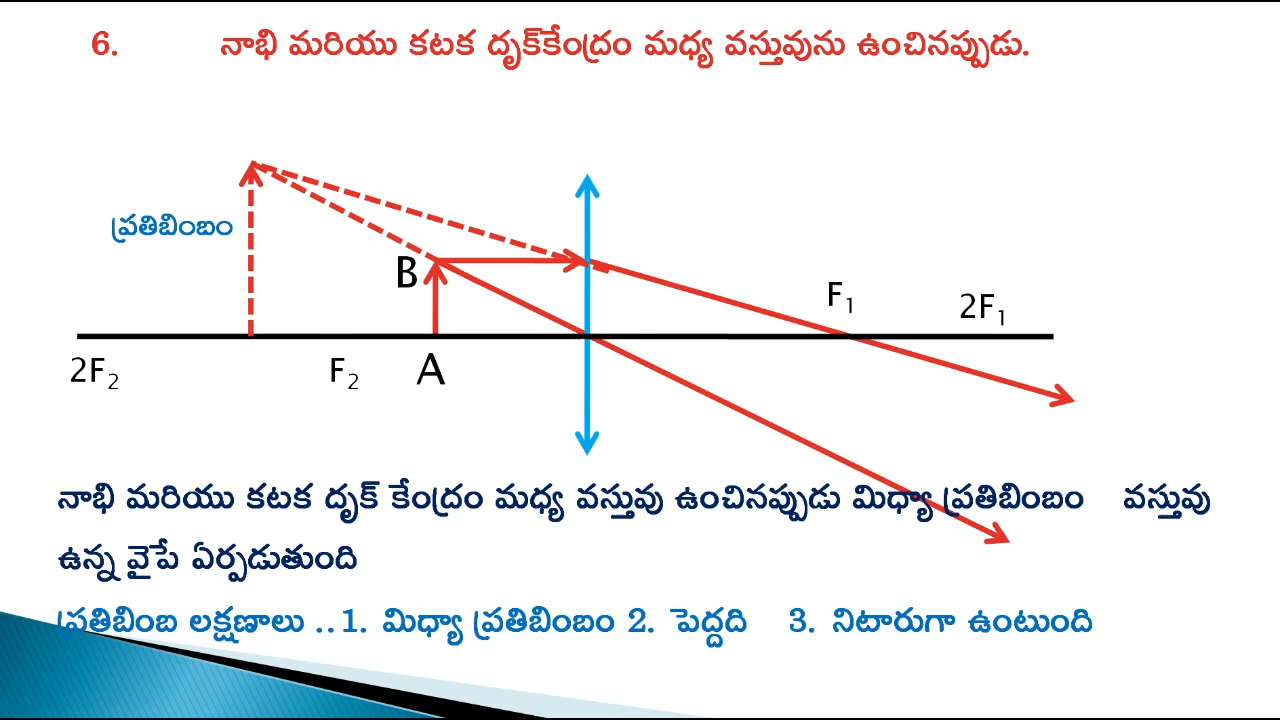 6. నాభి మరియు కటక దృక్‌కేంద్రం మధ్య వస్తువును ఉంచినప్పుడు.
ప్రతిబింబం
B
F1
2F1
2F2
F2
A
నాభి మరియు కటక దృక్ కేంద్రం మధ్య వస్తువు ఉంచినప్పుడు మిధ్యా ప్రతిబింబం వస్తువు
ఉన్న వైపే ఏర్పడుతుంది
ప్రతిబింబ లక్షణాలు ..1. మిధ్యా ప్రతిబింబం 2. పెద్దది 3. నిటారుగా ఉంటుంది